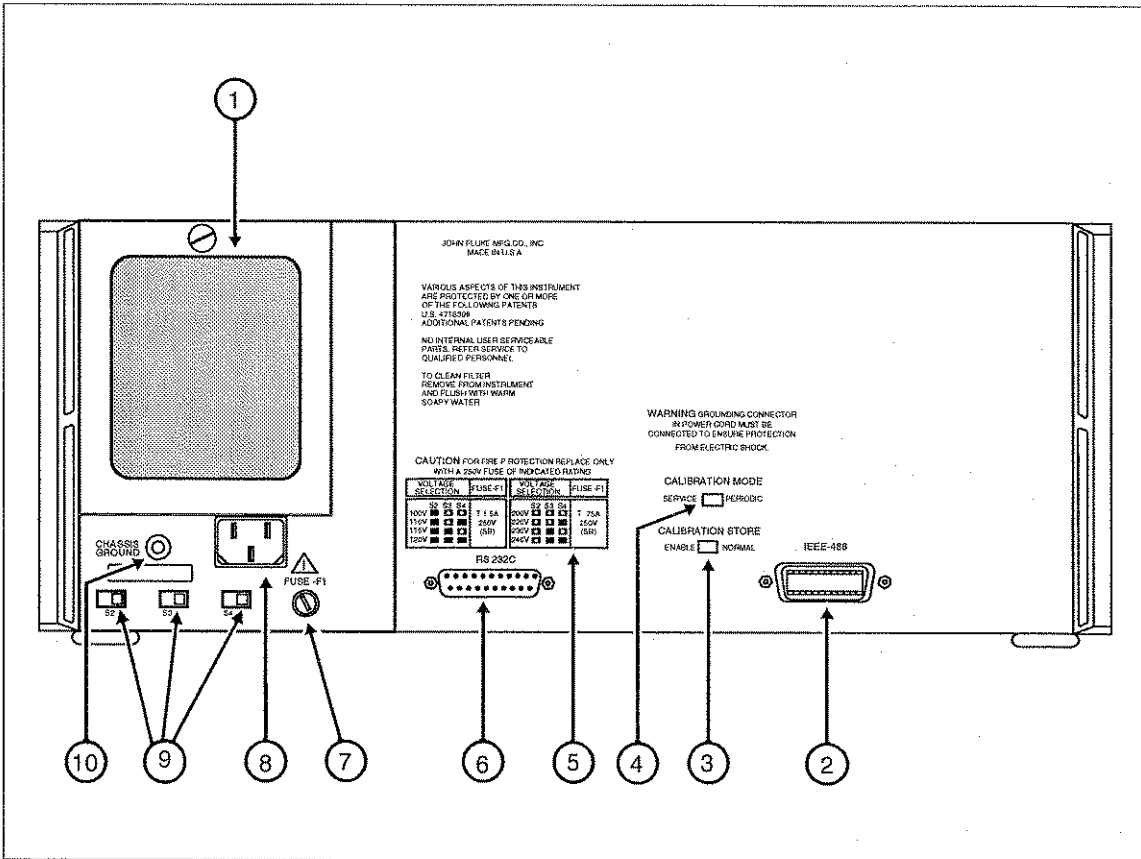 1
JOHN FLUKE MFG.CO., INC
MADE IN U.S.A
VARIOUS ASPECTS OF THIS INSTRUMENT
ARE PROTECTED BY ONE OR MORE
OF THE FOLLOWING PATENTS
U.S.
ADDITIONAL PATENTS PENDING
NO INTERNAL USER SERVICEABLE
PARTS. REFER SERVICE TO
QUALIFIED PERSONNEL
TO CLEAN FILTER
REMOVE FROM INSTRUMENT
AND FLUSH WITH WARM
SOAPY WATER
WARNING GROUNDING CONNECTOR
IN POWER CORD MUST BE
CONNECTED TO ENSURE PROTECTION
FROM ELECTRIC SHOCK.
CAUTION FOR FIRE PROTECTION REPLACE ONLY
WITH A 250V FUSE OF INDICATED RATING
VOLTAGE SELECTION FUSE-F1 VOLTAGE SELECTION FUSE-F1
S2 S3 S4 S2 S3 S4
100V 200V
110V T 1.5A 220V T .75A
115V 250V 230V 250V
120V (SB) 240V (SB)
CALIBRATION MODE
SERVICE PERIODIC
CALIBRATION STORE
ENABLE NORMAL
IEEE-488
RS 232C
CHASSIS
GROUND
FUSE -F1
S2 S3 S4
10 9 8 7 6 5 4 3 2